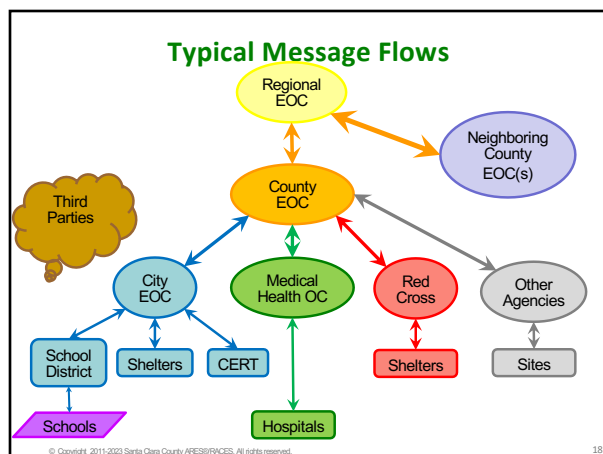 Typical Message Flows
Regional
EOC
Neighboring
County
EOC(s)
County
EOC
Third
Parties
City
EOC
Medical
Health OC
Red
Cross
Other
Agencies
School
District
Shelters
CERT
Shelters
Sites
Schools
Hospitals
© Copyright 2011-2023 Santa Clara County ARES®/RACES. All rights reserved.
18